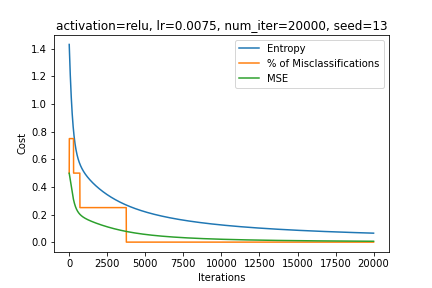 activation=relu, lr=0.0075, num_iter=20000, seed=13
Entropy
% of Misclassifications
MSE
Cost
1.4
1.2
1.0
0.8
0.6
0.4
0.2
0.0
0 2500 5000 7500 10000 12500 15000 17500 20000
Iterations